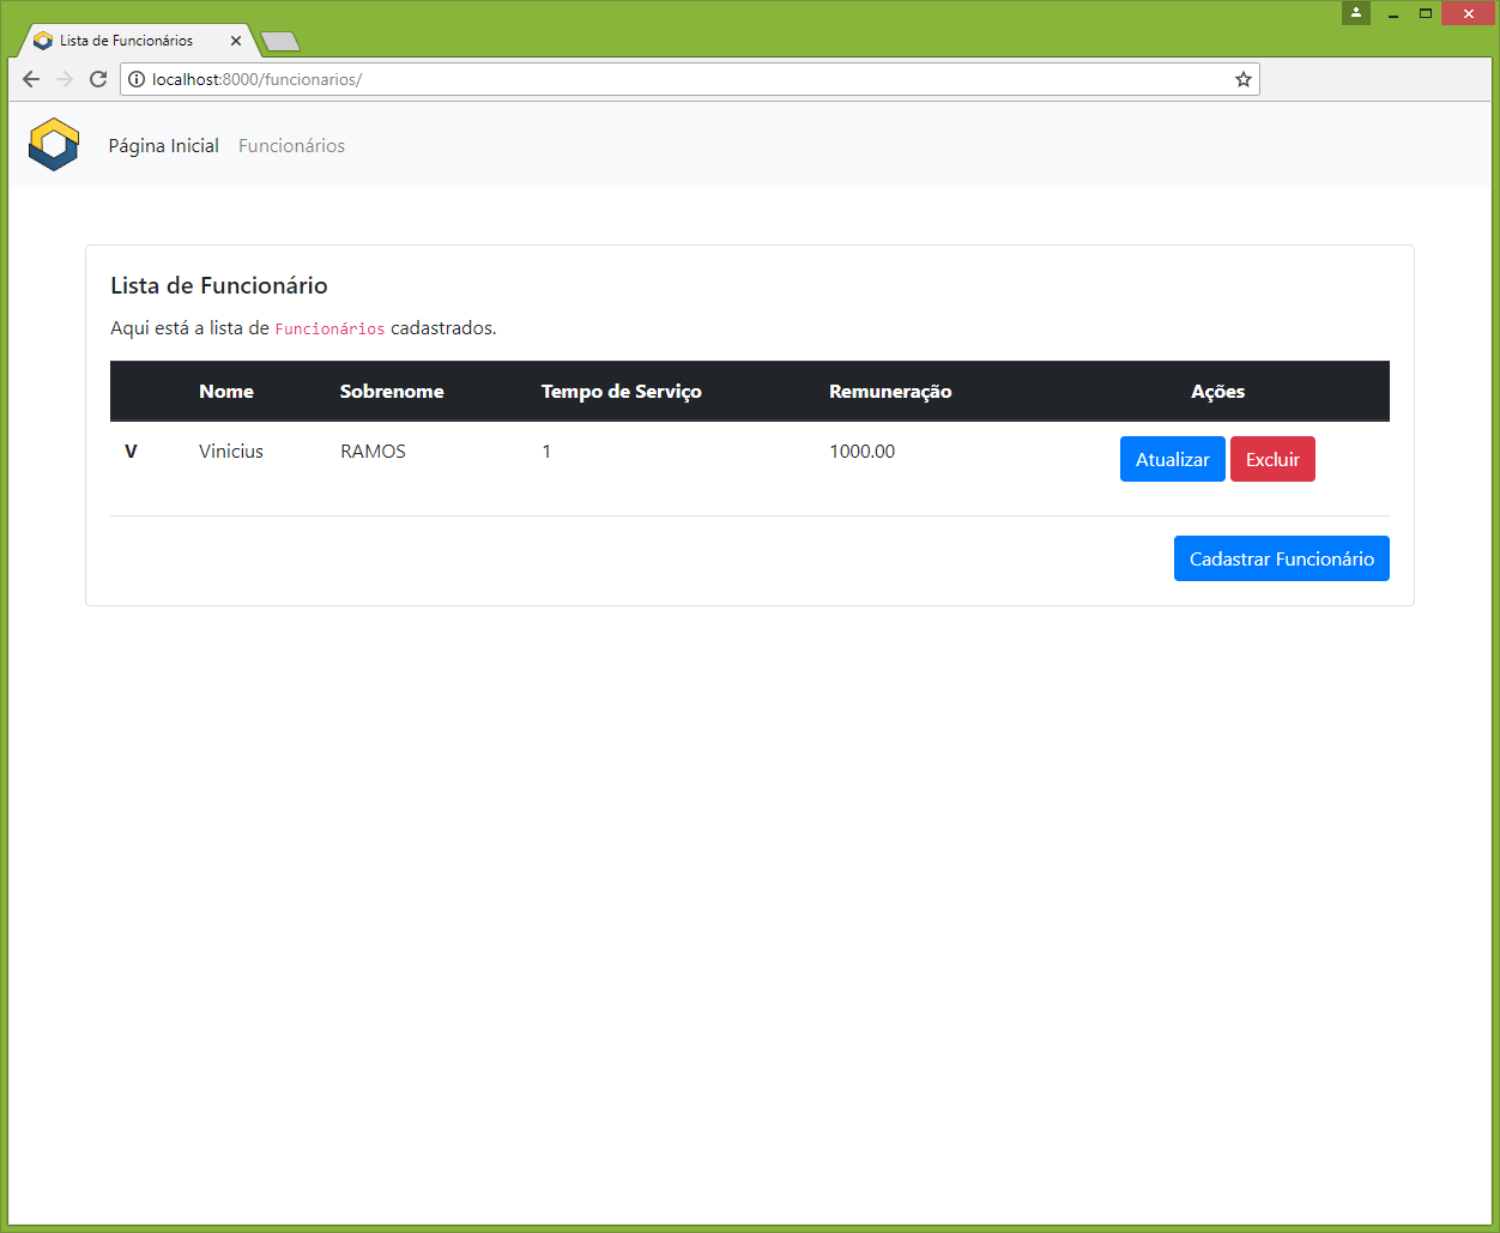 Lista de Funcionários
localhost:8000/funcionarios/
Página Inicial Funcionários
Lista de Funcionário
Aqui está a lista de Funcionários cadastrados.
Nome Sobrenome Tempo de Serviço Remuneração Ações
V Vinicius RAMOS 1 1000.00 Atualizar Excluir
Cadastrar Funcionário